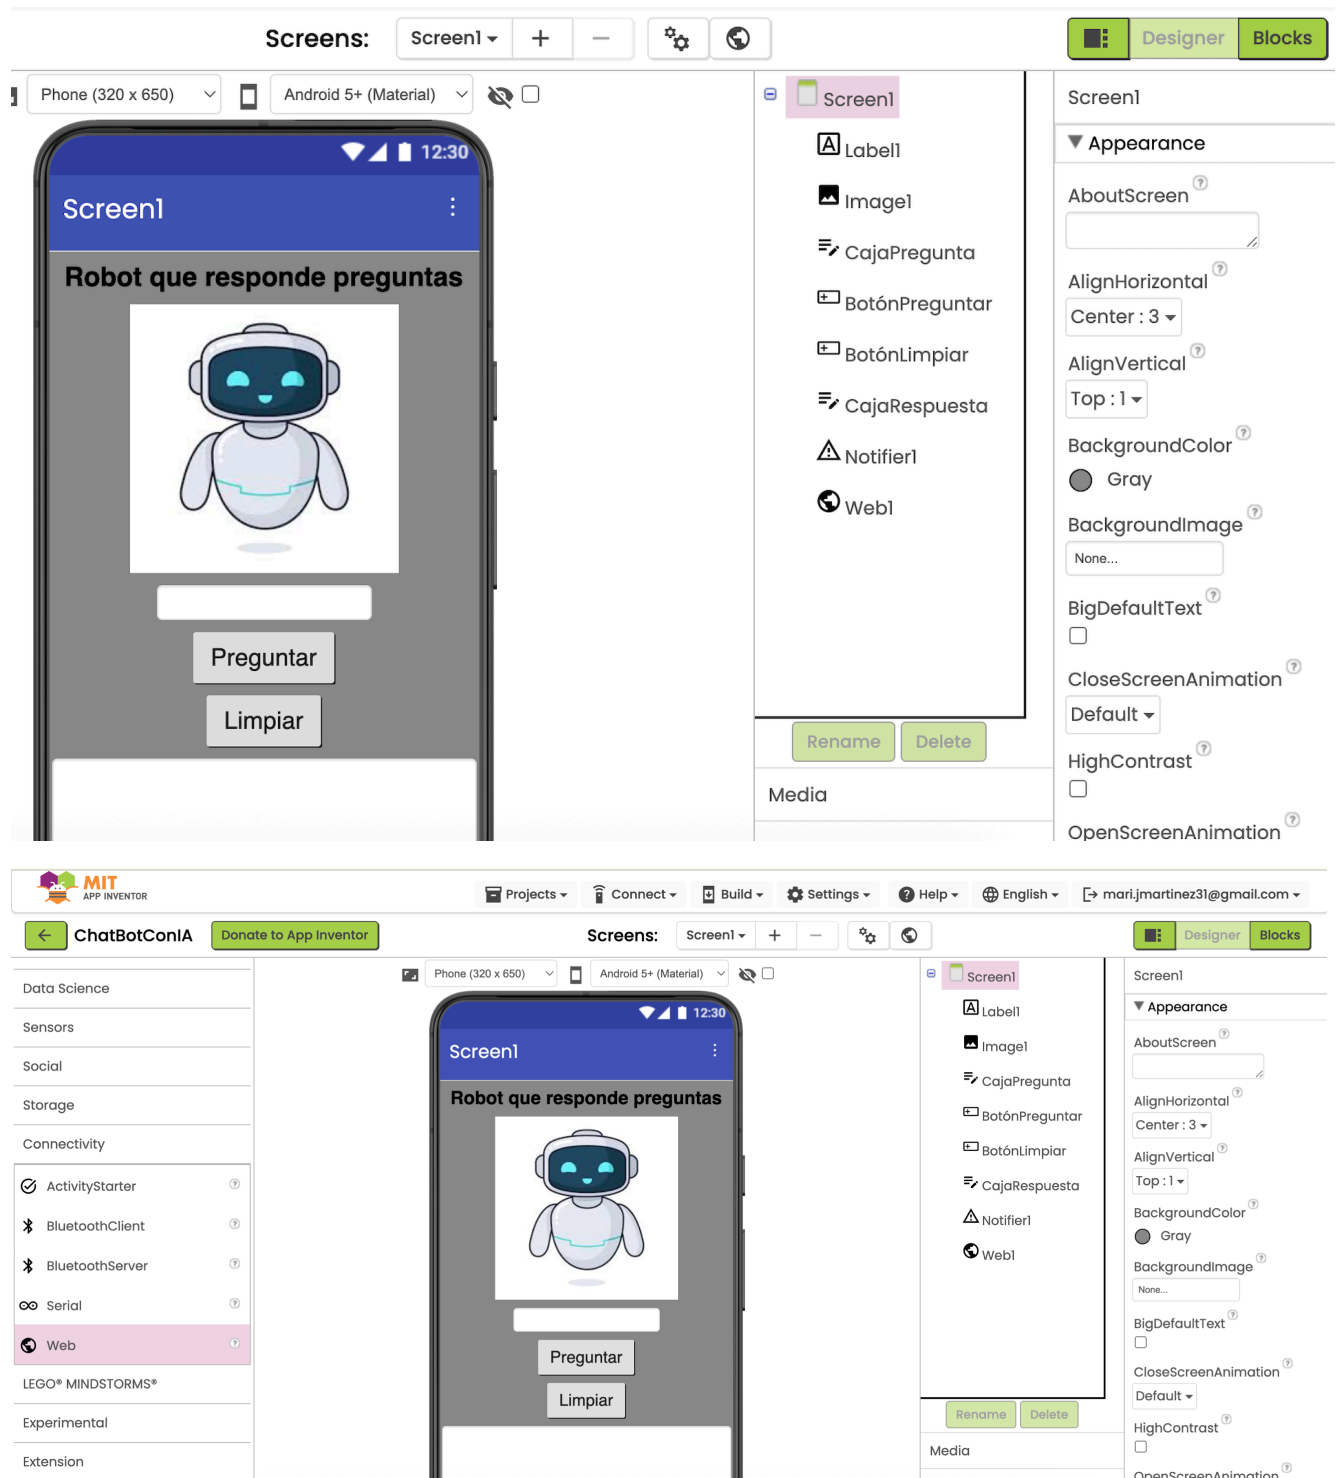 Screens:
Screen1
Designer
Blocks
Phone (320 x 650)
Android 5+ (Material)
12:30
Screen1
Robot que responde preguntas
Preguntar
Limpiar
Screen1
Label1
Image1
CajaPregunta
BotónPreguntar
BotónLimpiar
CajaRespuesta
Notifier1
Web1
Rename
Delete
Media
Screen1
Appearance
AboutScreen
AlignHorizontal
Center : 3
AlignVertical
Top : 1
BackgroundColor
Gray
BackgroundImage
None...
BigDefaultText
CloseScreenAnimation
Default
HighContrast
OpenScreenAnimation
MIT
APP INVENTOR
Projects
Connect
Build
Settings
Help
English
mari.jmartinez31@gmail.com
ChatBotConIA
Donate to App Inventor
Screens:
Screen1
Designer
Blocks
Data Science
Sensors
Social
Storage
Connectivity
ActivityStarter
BluetoothClient
BluetoothServer
Serial
Web
LEGO® MINDSTORMS®
Experimental
Extension
Phone (320 x 650)
Android 5+ (Material)
12:30
Screen1
Robot que responde preguntas
Preguntar
Limpiar
Screen1
Label1
Image1
CajaPregunta
BotónPreguntar
BotónLimpiar
CajaRespuesta
Notifier1
Web1
Rename
Delete
Media
Screen1
Appearance
AboutScreen
AlignHorizontal
Center : 3
AlignVertical
Top : 1
BackgroundColor
Gray
BackgroundImage
None...
BigDefaultText
CloseScreenAnimation
Default
HighContrast
OpenScreenAnimation